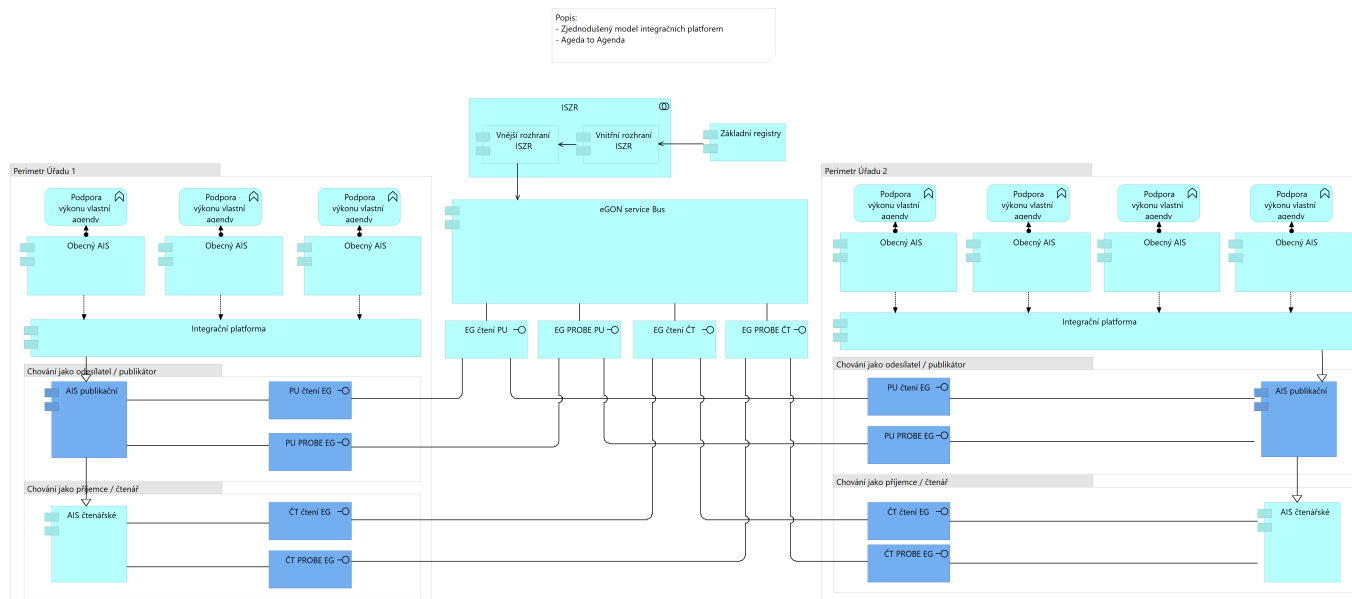 Popis:
- Zjednodušený model integračních platforem
- Ageda to Agenda
ISZR
Vnější rozhraní
ISZR
Vnitřní rozhraní
ISZR
Základní registry
eGON service Bus
EG čtení PU
EG PROBE PU
EG čtení ČT
EG PROBE ČT
Perimetr Úřadu 1
Podpora
výkonu vlastní
agendy
Podpora
výkonu vlastní
agendy
Podpora
výkonu vlastní
agendy
Obecný AIS
Obecný AIS
Obecný AIS
Integrační platforma
Chování jako odesílatel / publikátor
AIS publikační
PU čtení EG
PU PROBE EG
Chování jako příjemce / čtenář
AIS čtenářské
ČT čtení EG
ČT PROBE EG
Perimetr Úřadu 2
Podpora
výkonu vlastní
agendy
Podpora
výkonu vlastní
agendy
Podpora
výkonu vlastní
agendy
Podpora
výkonu vlastní
agendy
Obecný AIS
Obecný AIS
Obecný AIS
Obecný AIS
Integrační platforma
Chování jako odesílatel / publikátor
PU čtení EG
AIS publikační
PU PROBE EG
Chování jako příjemce / čtenář
ČT čtení EG
AIS čtenářské
ČT PROBE EG